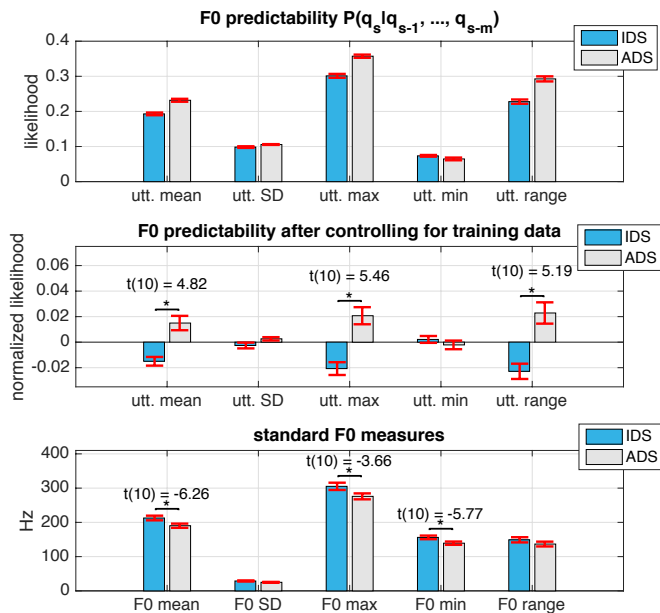 F0 predictability P(q_s|q_{s-1}, ..., q_{s-m})
IDS
ADS
likelihood
0.4
0.3
0.2
0.1
0
utt. mean utt. SD utt. max utt. min utt. range
F0 predictability after controlling for training data
IDS
ADS
normalized likelihood
0.06
0.04
0.02
0
-0.02
t(10) = 4.82
*
t(10) = 5.46
*
t(10) = 5.19
*
utt. mean utt. SD utt. max utt. min utt. range
standard F0 measures
IDS
ADS
Hz
400
300
200
100
0
t(10) = -6.26
*
t(10) = -3.66
*
t(10) = -5.77
*
F0 mean F0 SD F0 max F0 min F0 range